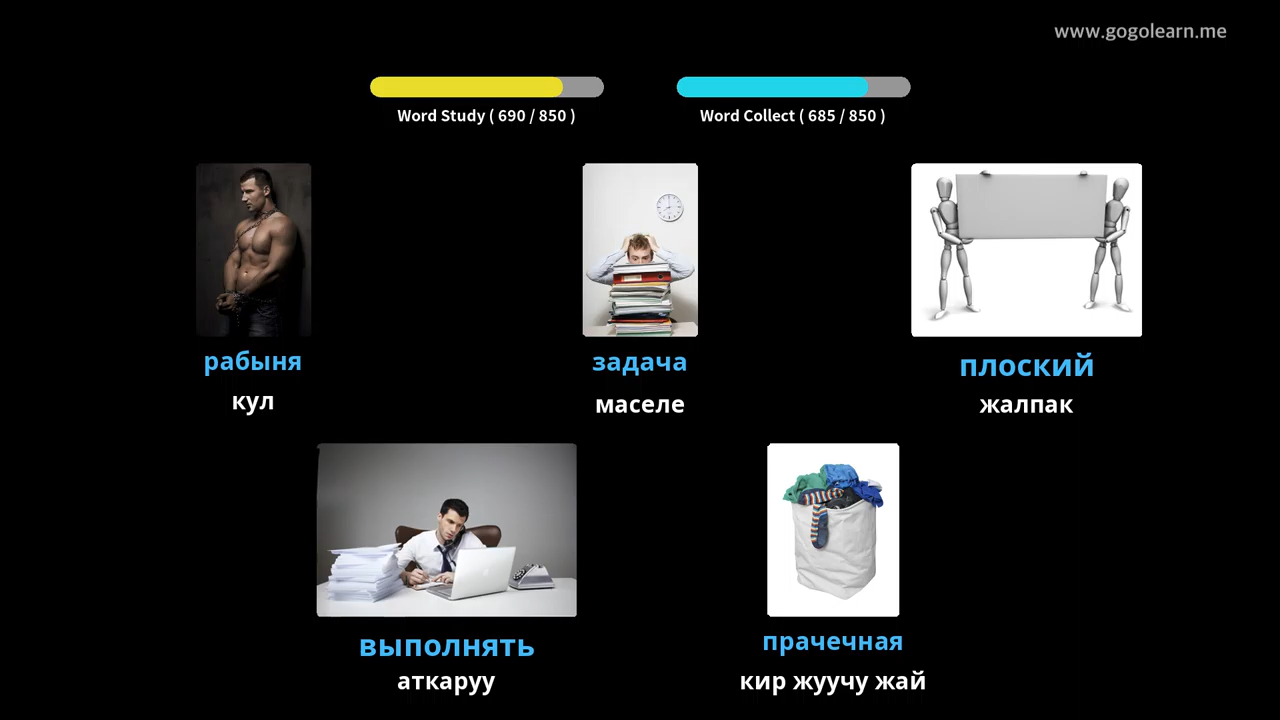 www.gogolearn.me
Word Study ( 690 / 850 )
Word Collect ( 685 / 850 )
рабыня
кул
задача
маселе
плоский
жалпак
выполнять
аткаруу
прачечная
кир жуучу жай